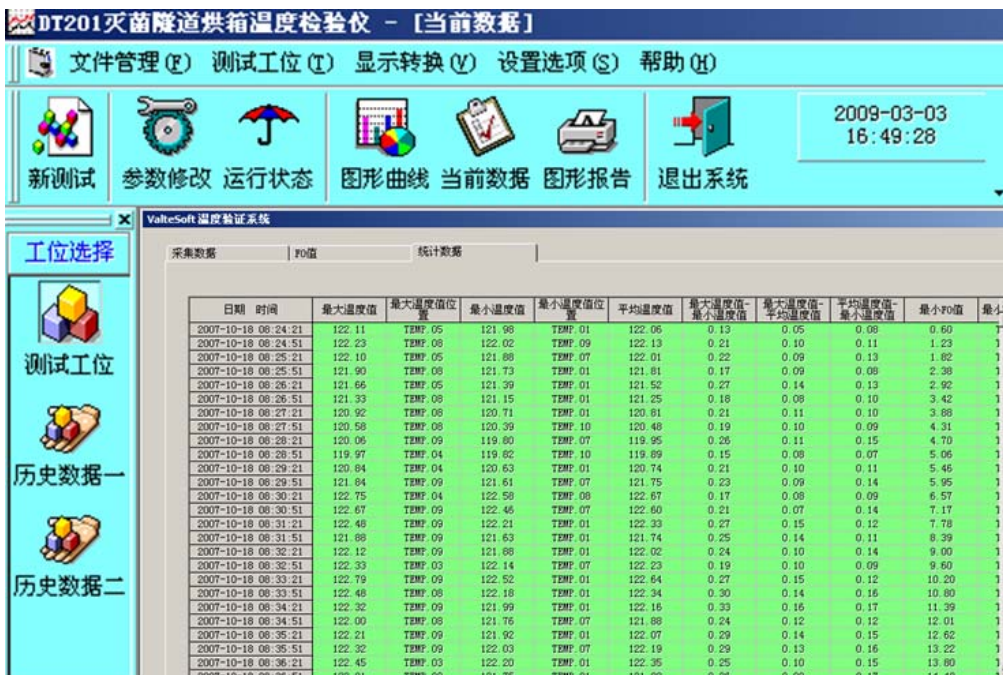 DT201灭菌隧道烘箱温度检验仪 - [当前数据]
文件管理(F) 测试工位(T) 显示转换(V) 设置选项(S) 帮助(H)
新测试 参数修改 运行状态 图形曲线 当前数据 图形报告 退出系统
2009-03-03
16:49:28
ValteSoft 温度验证系统
工位选择
测试工位
历史数据一
历史数据二
采集数据 F0值 统计数据
日期 时间 最大温度值 最大温度值位置 最小温度值 最小温度值位置 平均温度值 最大温度值-最小温度值 最大温度值-平均温度值 平均温度值-最小温度值 最小F0值
2007-10-18 08:24:21 122.11 TEMP.05 121.98 TEMP.01 122.06 0.13 0.05 0.08 0.60
2007-10-18 08:24:51 122.23 TEMP.08 122.02 TEMP.09 122.13 0.21 0.10 0.11 1.23
2007-10-18 08:25:21 122.10 TEMP.05 121.88 TEMP.07 122.01 0.22 0.09 0.13 1.82
2007-10-18 08:25:51 121.90 TEMP.08 121.73 TEMP.01 121.81 0.17 0.09 0.08 2.38
2007-10-18 08:26:21 121.66 TEMP.05 121.39 TEMP.01 121.52 0.27 0.14 0.13 2.92
2007-10-18 08:26:51 121.33 TEMP.08 121.15 TEMP.01 121.25 0.18 0.08 0.10 3.42
2007-10-18 08:27:21 120.92 TEMP.08 120.71 TEMP.01 120.81 0.21 0.11 0.10 3.88
2007-10-18 08:27:51 120.58 TEMP.08 120.39 TEMP.10 120.48 0.19 0.10 0.09 4.31
2007-10-18 08:28:21 120.06 TEMP.09 119.80 TEMP.07 119.95 0.26 0.11 0.15 4.70
2007-10-18 08:28:51 119.97 TEMP.04 119.82 TEMP.10 119.89 0.15 0.08 0.07 5.06
2007-10-18 08:29:21 120.84 TEMP.04 120.63 TEMP.01 120.74 0.21 0.10 0.11 5.46
2007-10-18 08:29:51 121.84 TEMP.09 121.61 TEMP.07 121.75 0.23 0.09 0.14 5.95
2007-10-18 08:30:21 122.75 TEMP.04 122.58 TEMP.08 122.67 0.17 0.08 0.09 6.57
2007-10-18 08:30:51 122.67 TEMP.09 122.46 TEMP.07 122.60 0.21 0.07 0.14 7.17
2007-10-18 08:31:21 122.48 TEMP.09 122.21 TEMP.01 122.33 0.27 0.15 0.12 7.78
2007-10-18 08:31:51 121.88 TEMP.09 121.63 TEMP.01 121.74 0.25 0.14 0.11 8.39
2007-10-18 08:32:21 122.12 TEMP.09 121.88 TEMP.01 122.02 0.24 0.10 0.14 9.00
2007-10-18 08:32:51 122.33 TEMP.03 122.14 TEMP.07 122.23 0.19 0.10 0.09 9.60
2007-10-18 08:33:21 122.79 TEMP.09 122.52 TEMP.01 122.64 0.27 0.15 0.12 10.20
2007-10-18 08:33:51 122.48 TEMP.08 122.18 TEMP.01 122.34 0.30 0.14 0.16 10.80
2007-10-18 08:34:21 122.32 TEMP.09 121.99 TEMP.01 122.16 0.33 0.16 0.17 11.39
2007-10-18 08:34:51 122.00 TEMP.08 121.76 TEMP.07 121.88 0.24 0.12 0.12 12.01
2007-10-18 08:35:21 122.21 TEMP.09 121.92 TEMP.01 122.07 0.29 0.14 0.15 12.62
2007-10-18 08:35:51 122.32 TEMP.09 122.03 TEMP.07 122.19 0.29 0.13 0.16 13.22
2007-10-18 08:36:21 122.45 TEMP.03 122.20 TEMP.01 122.35 0.25 0.10 0.15 13.80